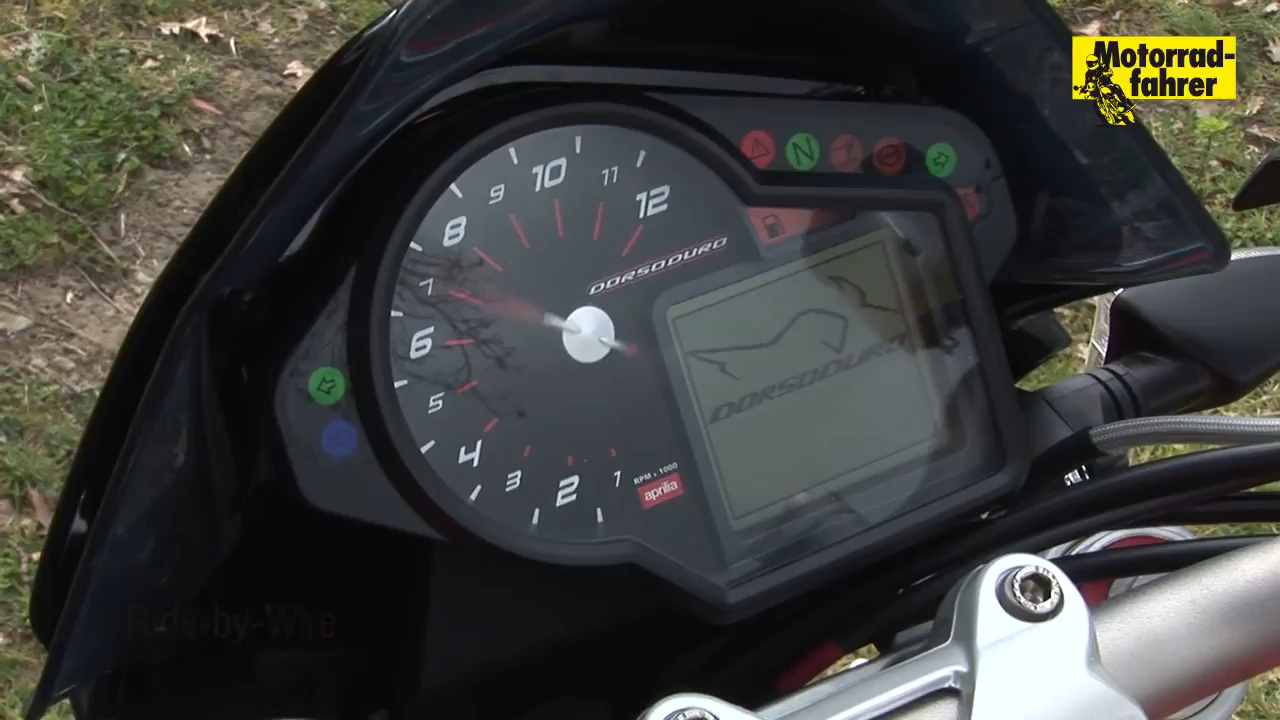 Motorrad-
fahrer
N
10
9
11
12
8
DORSODURO
7
6
DORSODURO
5
4
3
2
1
RPM x 1000
aprilia
Ride-by-Wire